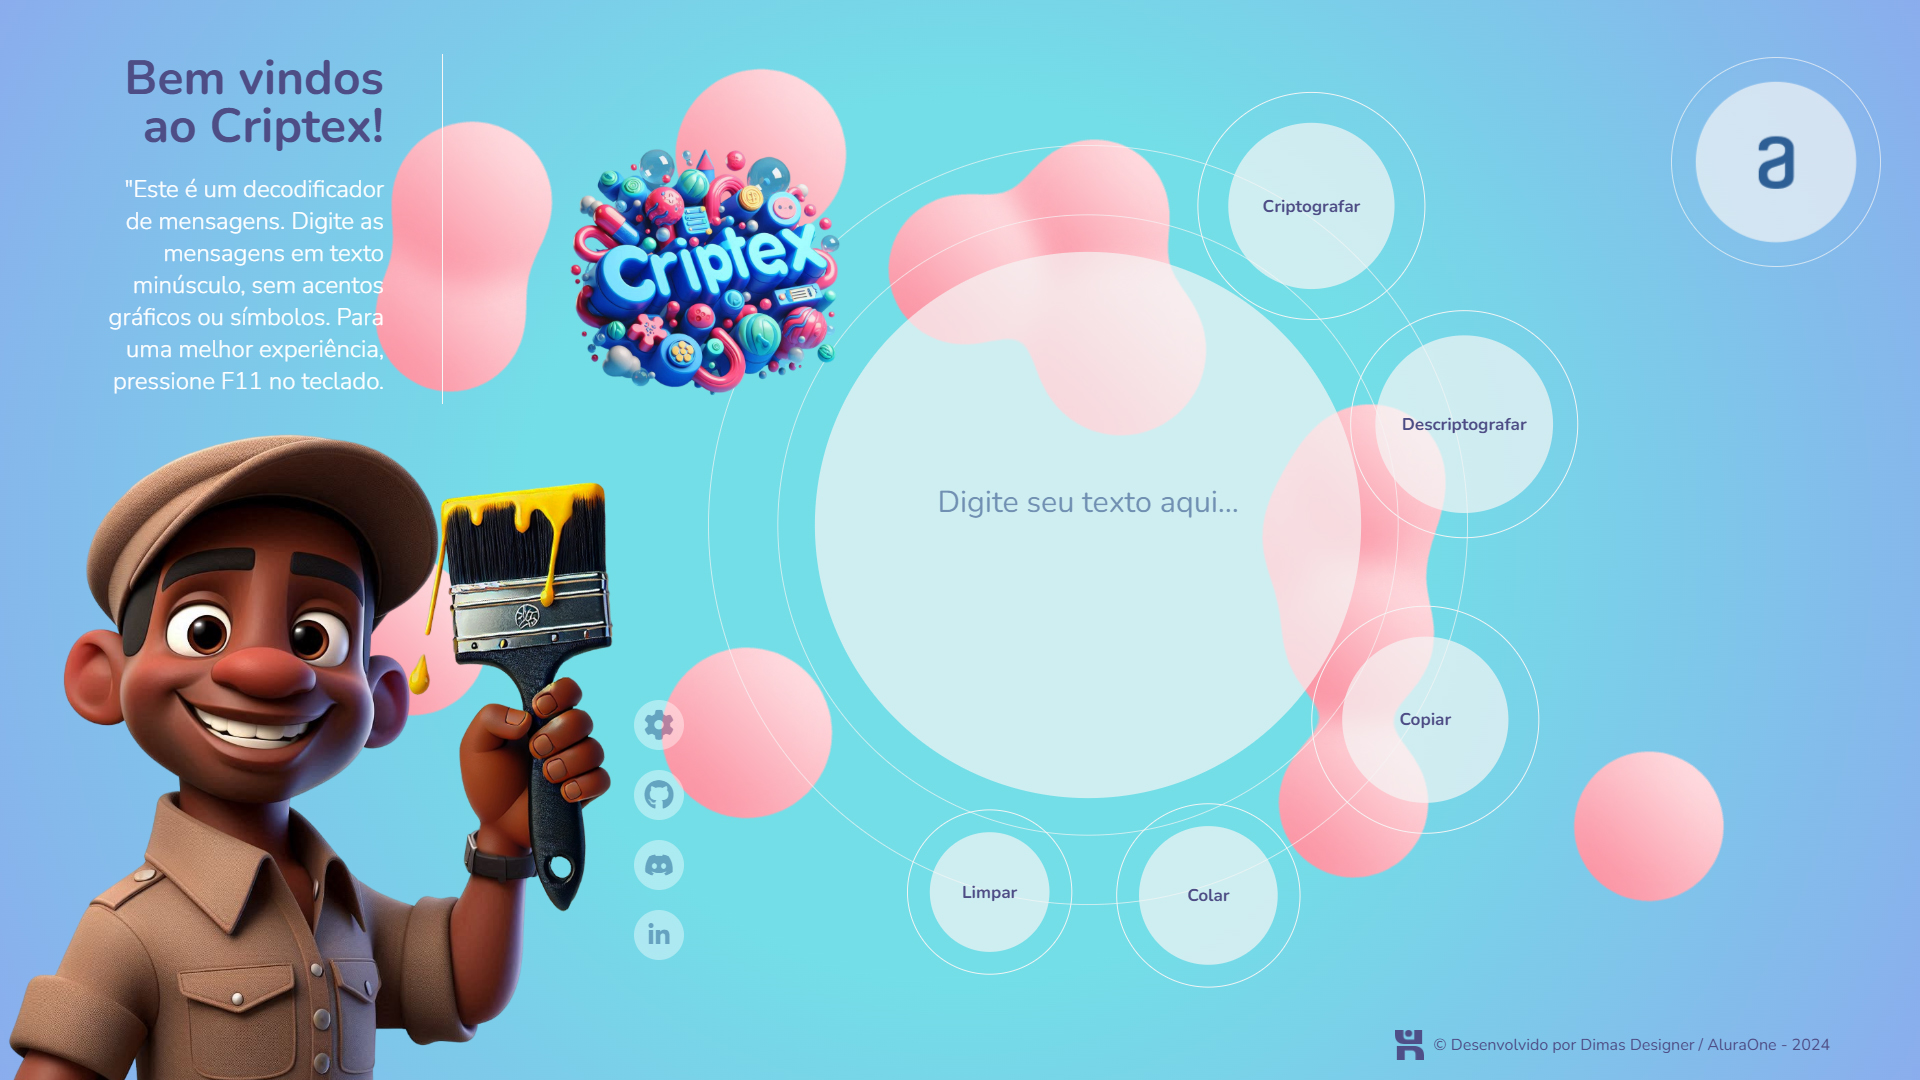 Bem vindos
ao Criptex!
"Este é um decodificador
de mensagens. Digite as
mensagens em texto
minúsculo, sem acentos
gráficos ou símbolos. Para
uma melhor experiência,
pressione F11 no teclado.
Criptex
Criptografar
a
Descriptografar
Digite seu texto aqui...
Copiar
Limpar
Colar
in
© Desenvolvido por Dimas Designer / AluraOne - 2024